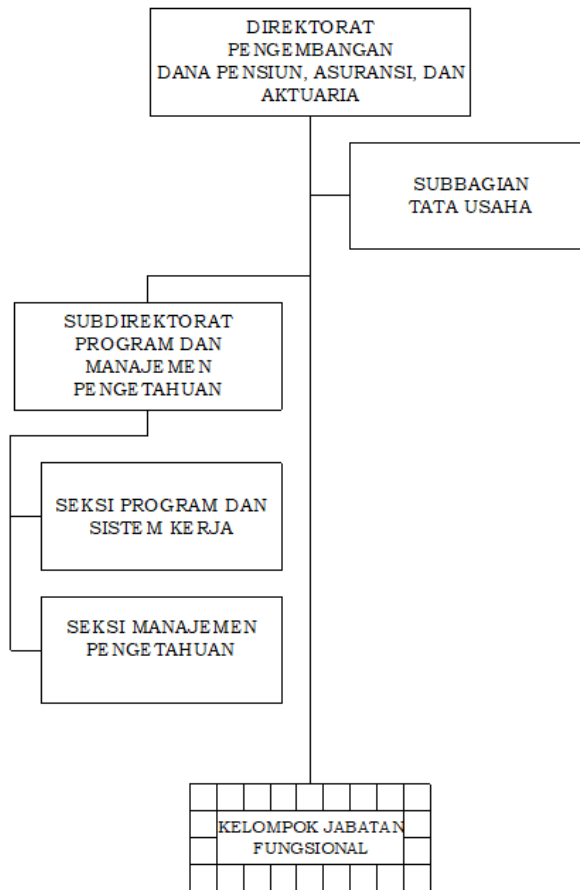 DIREKTORAT
PENGEMBANGAN
DANA PENSIUN, ASURANSI, DAN
AKTUARIA
SUBBAGIAN
TATA USAHA
SUBDIREKTORAT
PROGRAM DAN
MANAJEMEN
PENGETAHUAN
SEKSI PROGRAM DAN
SISTEM KERJA
SEKSI MANAJEMEN
PENGETAHUAN
KELOMPOK JABATAN
FUNGSIONAL